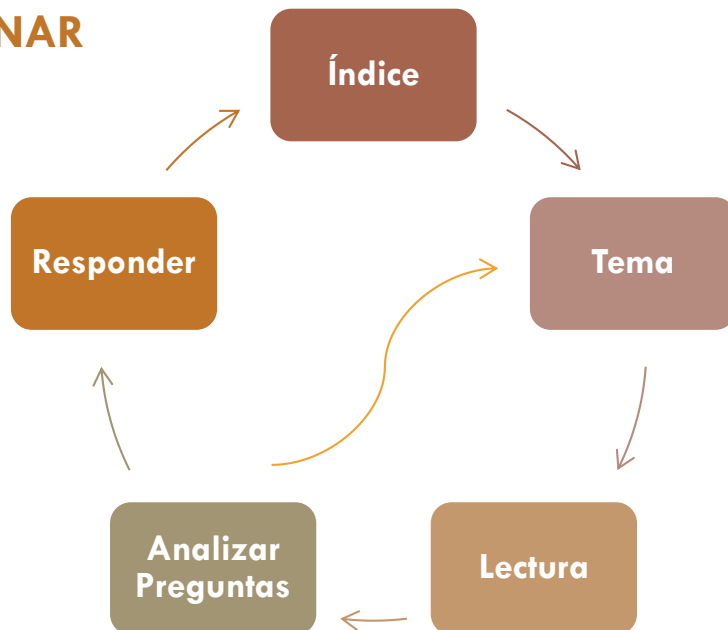 NAR
Índice
Responder
Tema
Analizar
Preguntas
Lectura